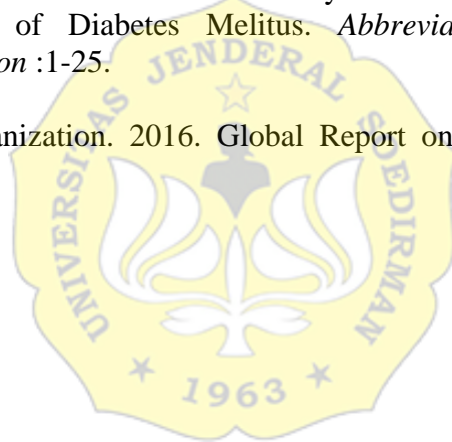 of Diabetes Melitus. Abbrevia
on :1-25.
anization. 2016. Global Report on
UNIVERSITAS JENDERAL SOEDIRMAN
★ 1963 ★